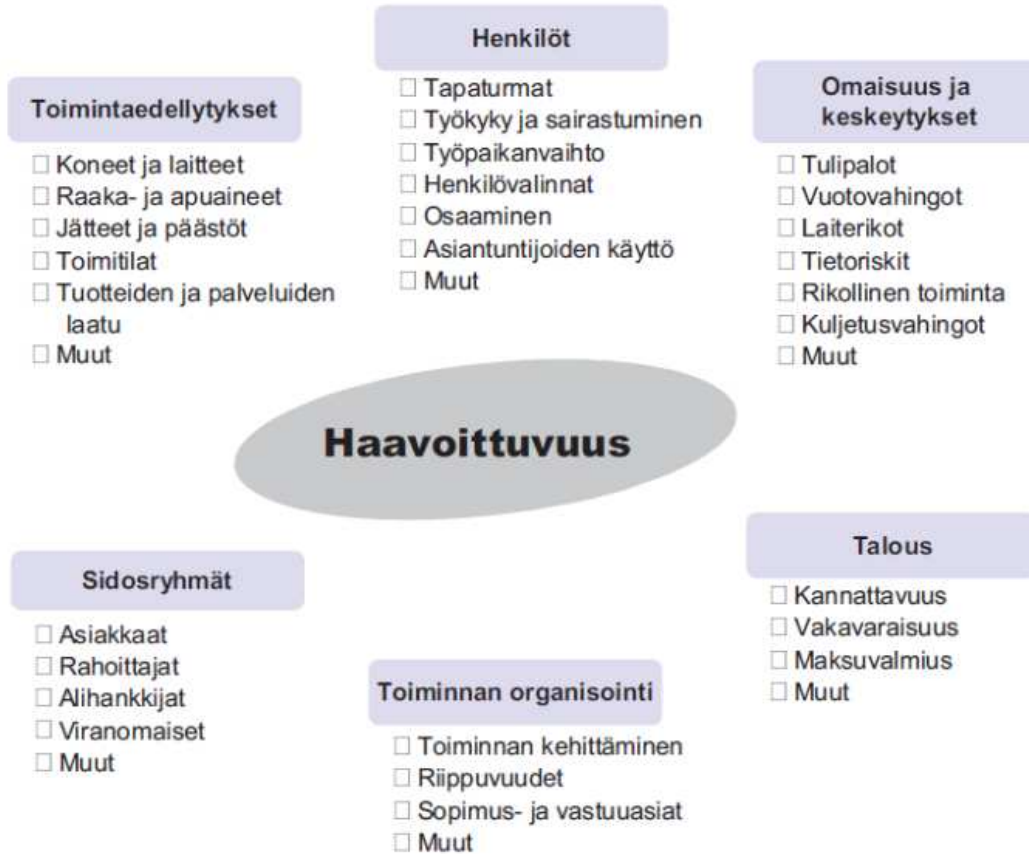 Henkilöt
☐ Tapaturmat
☐ Työkyky ja sairastuminen
☐ Työpaikanvaihto
☐ Henkilövalinnat
☐ Osaaminen
☐ Asiantuntijoiden käyttö
☐ Muut
Toimintaedellytykset
☐ Koneet ja laitteet
☐ Raaka- ja apuaineet
☐ Jätteet ja päästöt
☐ Toimitilat
☐ Tuotteiden ja palveluiden
laatu
☐ Muut
Omaisuus ja
keskeytykset
☐ Tulipalot
☐ Vuotovahingot
☐ Laiterikot
☐ Tietoriskit
☐ Rikollinen toiminta
☐ Kuljetusvahingot
☐ Muut
Haavoittuvuus
Sidosryhmät
☐ Asiakkaat
☐ Rahoittajat
☐ Alihankkijat
☐ Viranomaiset
☐ Muut
Toiminnan organisointi
☐ Toiminnan kehittäminen
☐ Riippuvuudet
☐ Sopimus- ja vastuuasiat
☐ Muut
Talous
☐ Kannattavuus
☐ Vakavaraisuus
☐ Maksuvalmius
☐ Muut